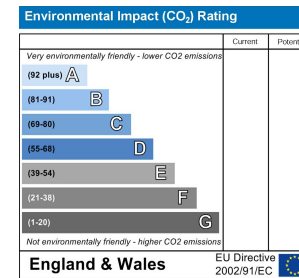 Environmental Impact (CO₂) Rating
Current Potent
Very environmentally friendly - lower CO2 emissions
(92 plus) A
(81-91) B
(69-80) C
(55-68) D
(39-54) E
(21-38) F
(1-20) G
Not environmentally friendly - higher CO2 emissions
England & Wales
EU Directive
2002/91/EC